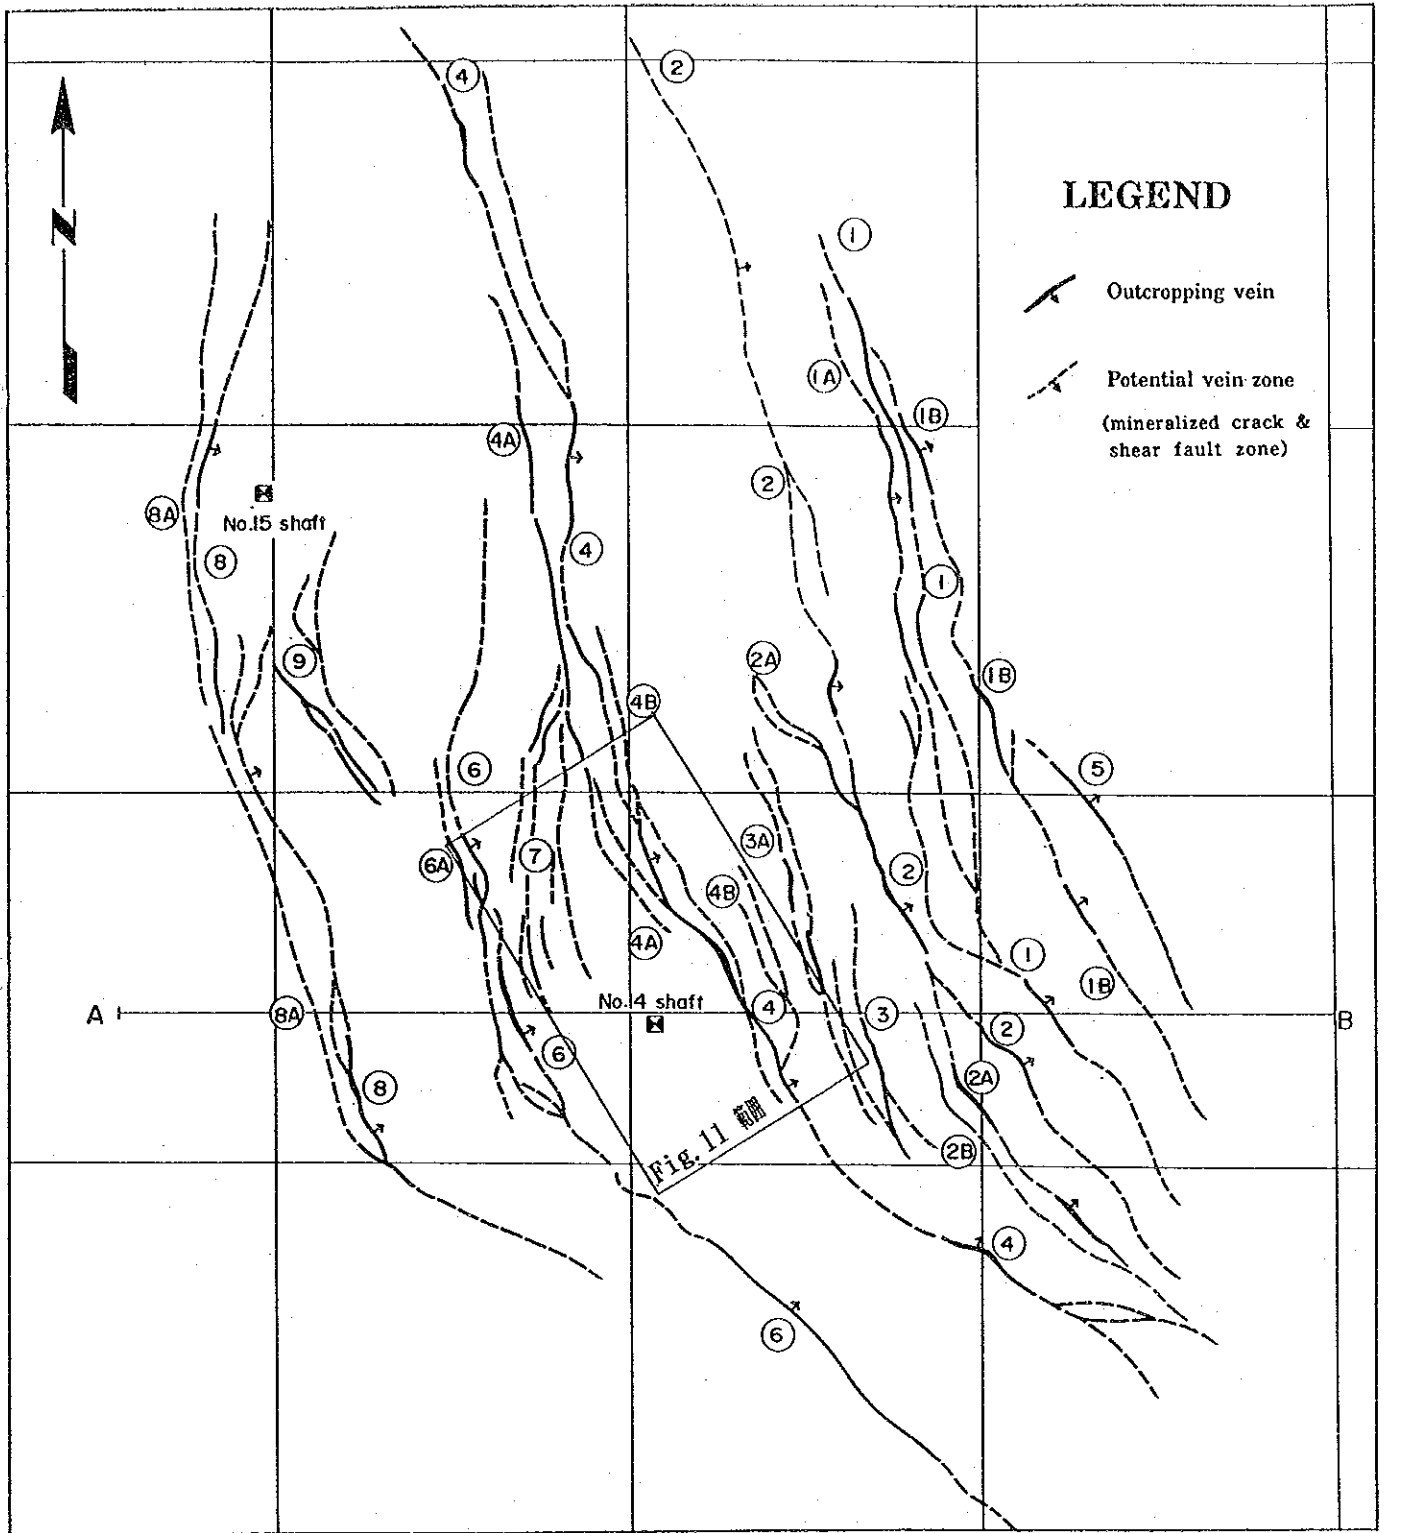 4
2
N
LEGEND
1
Outcropping vein
1A
Potential vein zone
(mineralized crack &
shear fault zone)
1B
4A
2
8A
No.15 shaft
8
4
1
9
2A
1B
4B
6
5
3A
6A
7
2
4B
4A
1
1B
No.14 shaft
A
8A
4
3
B
2
6
2A
8
Fig. 11 範囲
2B
4
6